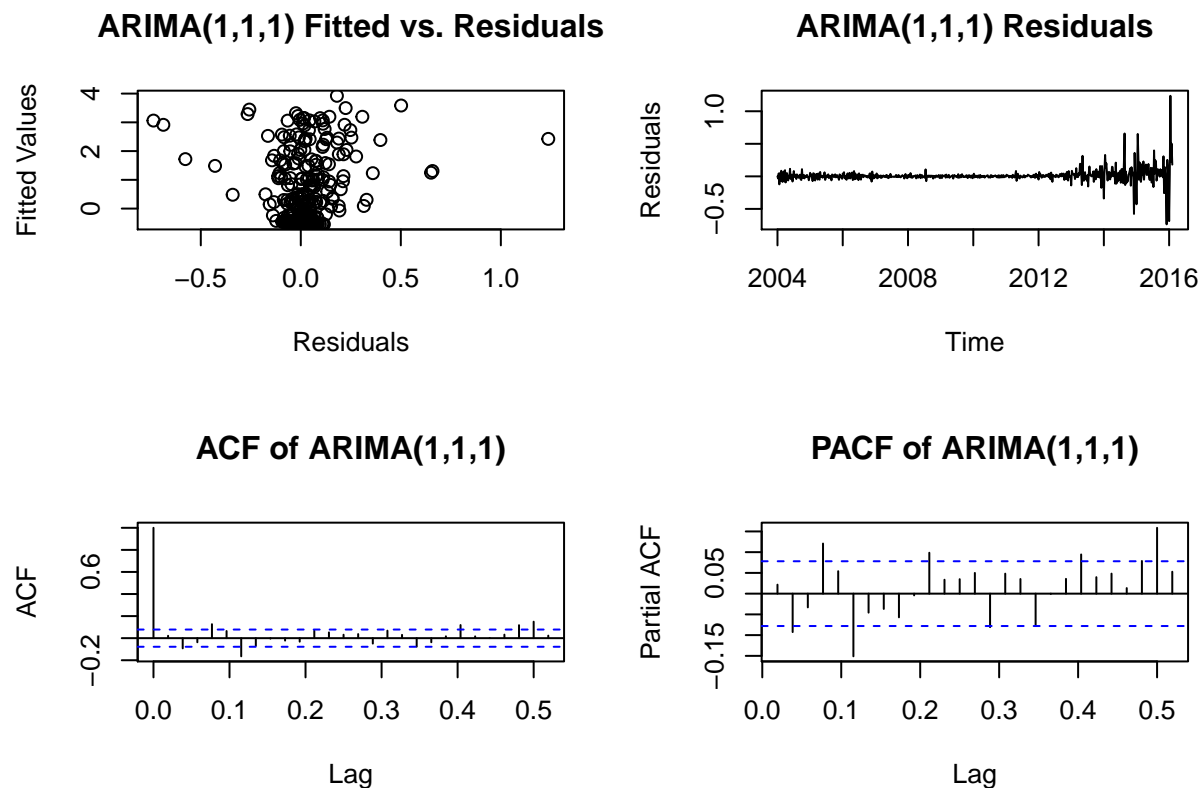 ARIMA(1,1,1) Fitted vs. Residuals
Fitted Values
4
2
0
−0.5 0.0 0.5 1.0
Residuals
ARIMA(1,1,1) Residuals
Residuals
1.0
−0.5
2004 2008 2012 2016
Time
ACF of ARIMA(1,1,1)
ACF
0.6
−0.2
0.0 0.1 0.2 0.3 0.4 0.5
Lag
PACF of ARIMA(1,1,1)
Partial ACF
0.05
−0.15
0.0 0.1 0.2 0.3 0.4 0.5
Lag